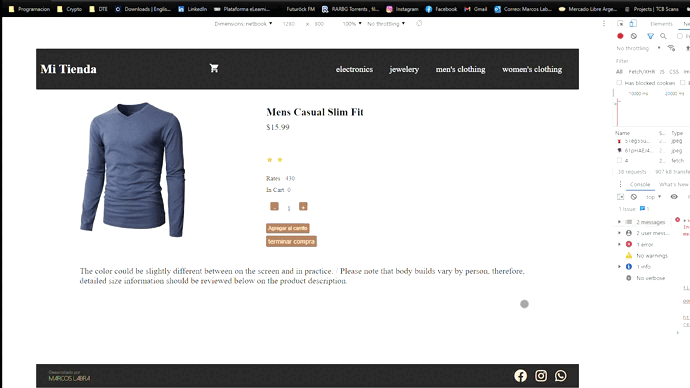 Programacion Crypto DTE Downloads | Englis... LinkedIn Plataforma eLearni... Futurock FM RARBG Torrents , fil... Instagram Facebook Gmail Correo: Marcos Lab... Mercado Libre Arge... Projects | TCB Scans
Dimensions: netbook 1280 x 800 100% No throttling
Elements
No throttling
Filter
All Fetch/XHR JS CSS
Has blocked cookies
Name S... Type
jpeg
jpeg
4 2... fetch
requests 907 kB
Console What's New
top
1 Issue: 1
2 messages
2 user mess...
1 error
No warnings
1 info
No verbose
Mi Tienda electronics jewelery men's clothing women's clothing
Mens Casual Slim Fit
$15.99
Rates 430
In Cart 0
- 1 +
Agregar al carrito
terminar compra
The color could be slightly different between on the screen and in practice. / Please note that body builds vary by person, therefore,
detailed size information should be reviewed below on the product description.
Desarrollado por
MARCOS LABRA